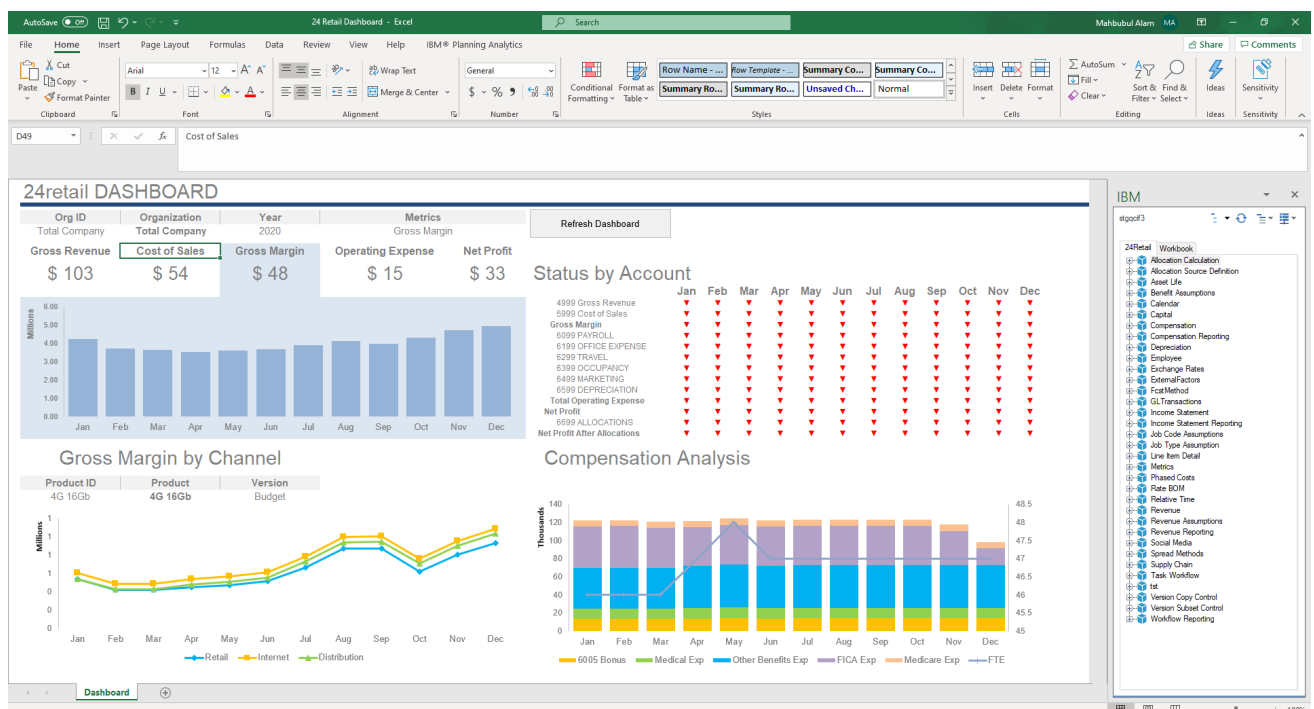 AutoSave Off 24 Retail Dashboard - Excel Search Mahbubul Alam MA
File Home Insert Page Layout Formulas Data Review View Help IBM® Planning Analytics Share Comments
Paste Cut Copy Format Painter
Arial 12 A A
B I U A
Wrap Text
Merge & Center
General
$ % 9
Conditional Formatting Format as Table
Row Name - ... Row Template - ... Summary Co... Summary Co...
Summary Ro... Summary Ro... Unsaved Ch... Normal
Insert Delete Format
AutoSum Fill Clear
Sort & Filter Find & Select
Ideas Sensitivity
Clipboard Font Alignment Number Styles Cells Editing Ideas Sensitivity
D49 fx Cost of Sales
24retail DASHBOARD
Org ID Organization Year Metrics
Total Company Total Company 2020 Gross Margin
Refresh Dashboard
Gross Revenue Cost of Sales Gross Margin Operating Expense Net Profit
$ 103 $ 54 $ 48 $ 15 $ 33
Millions
6.00
5.00
4.00
3.00
2.00
1.00
0.00
Jan Feb Mar Apr May Jun Jul Aug Sep Oct Nov Dec
Status by Account
Jan Feb Mar Apr May Jun Jul Aug Sep Oct Nov Dec
4999 Gross Revenue
5999 Cost of Sales
Gross Margin
6099 PAYROLL
6199 OFFICE EXPENSE
6299 TRAVEL
6399 OCCUPANCY
6499 MARKETING
6599 DEPRECIATION
Total Operating Expense
Net Profit
6699 ALLOCATIONS
Net Profit After Allocations
Gross Margin by Channel
Product ID Product Version
4G 16Gb 4G 16Gb Budget
Millions
1
1
1
1
0
0
0
Jan Feb Mar Apr May Jun Jul Aug Sep Oct Nov Dec
Retail Internet Distribution
Compensation Analysis
Thousands
140
120
100
80
60
40
20
0
48.5
48
47.5
47
46.5
46
45.5
45
Jan Feb Mar Apr May Jun Jul Aug Sep Oct Nov Dec
6005 Bonus Medical Exp Other Benefits Exp FICA Exp Medicare Exp FTE
IBM
stgqcif3
24Retail Workbook
Allocation Calculation
Allocation Source Definition
Asset Life
Benefit Assumptions
Calendar
Capital
Compensation
Compensation Reporting
Depreciation
Employee
Exchange Rates
ExternalFactors
FcstMethod
GLTransactions
Income Statement
Income Statement Reporting
Job Code Assumptions
Job Type Assumption
Line Item Detail
Metrics
Phased Costs
Rate BOM
Relative Time
Revenue
Revenue Assumptions
Revenue Reporting
Social Media
Spread Methods
Supply Chain
Task Workflow
tst
Version Copy Control
Version Subset Control
Workflow Reporting
Dashboard